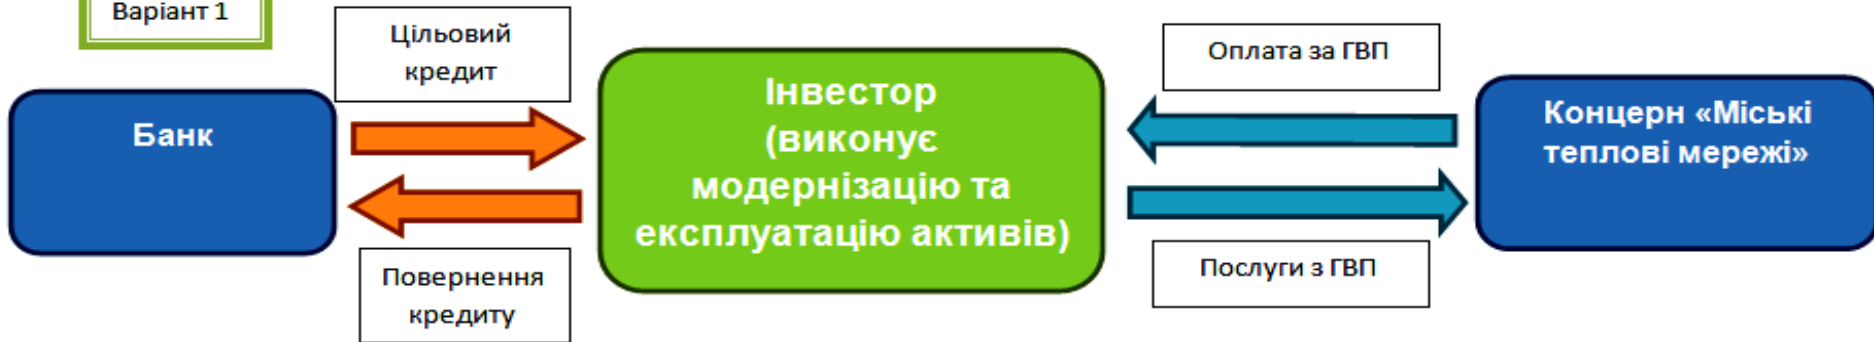 Варіант 1
Цільовий
кредит
Банк
Повернення
кредиту
Інвестор
(виконує
модернізацію та
експлуатацію активів)
Оплата за ГВП
Послуги з ГВП
Концерн «Міські
теплові мережі»